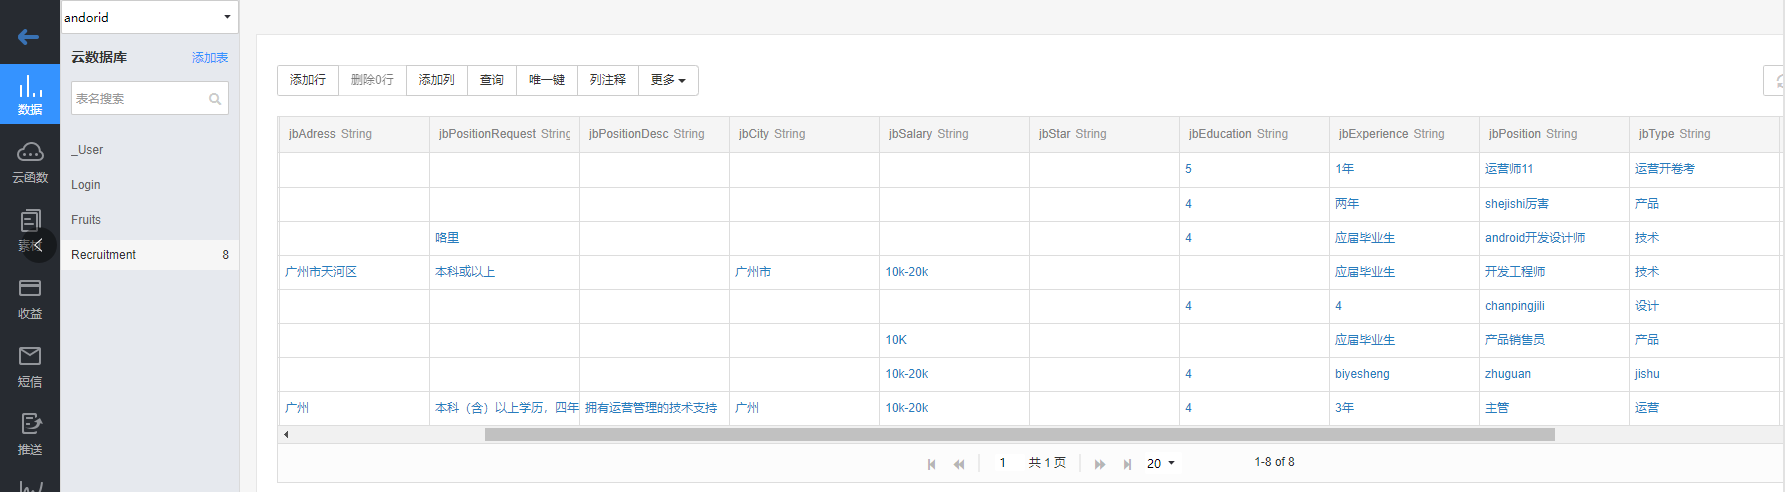 andorid
云数据库 添加表
表名搜索
_User
Login
Fruits
Recruitment 8
数据
云函数
素材
收益
短信
推送
添加行 删除0行 添加列 查询 唯一键 列注释 更多
jbAdress String jbPositionRequest String jbPositionDesc String jbCity String jbSalary String jbStar String jbEducation String jbExperience String jbPosition String jbType String
5 1年 运营师11 运营开卷考
4 两年 shejishi厉害 产品
咯里 4 应届毕业生 android开发设计师 技术
广州市天河区 本科或以上 广州市 10k-20k 应届毕业生 开发工程师 技术
4 4 chanpingjili 设计
10K 应届毕业生 产品销售员 产品
10k-20k 4 biyesheng zhuguan jishu
广州 本科（含）以上学历，四年 拥有运营管理的技术支持 广州 10k-20k 4 3年 主管 运营
1 共 1 页 20 1-8 of 8